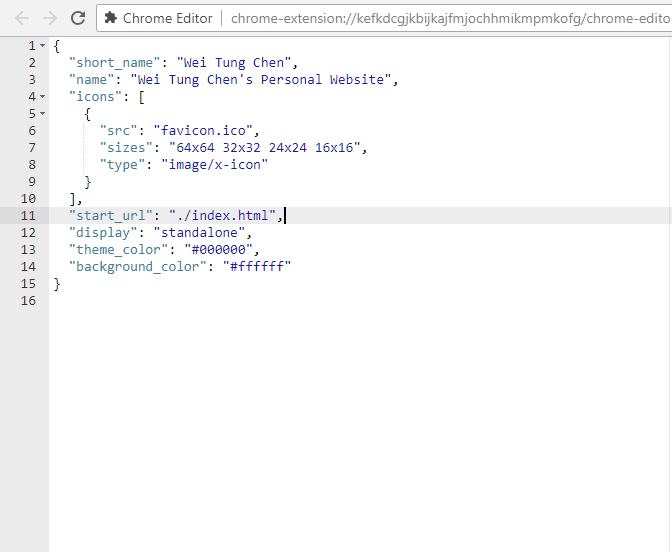 Chrome Editor chrome-extension://kefkdcgjkbijkajfmjochhmikmpmkofg/chrome-edito
1 {
2 "short_name": "Wei Tung Chen",
3 "name": "Wei Tung Chen's Personal Website",
4 "icons": [
5 {
6 "src": "favicon.ico",
7 "sizes": "64x64 32x32 24x24 16x16",
8 "type": "image/x-icon"
9 }
10 ],
11 "start_url": "./index.html",
12 "display": "standalone",
13 "theme_color": "#000000",
14 "background_color": "#ffffff"
15 }
16